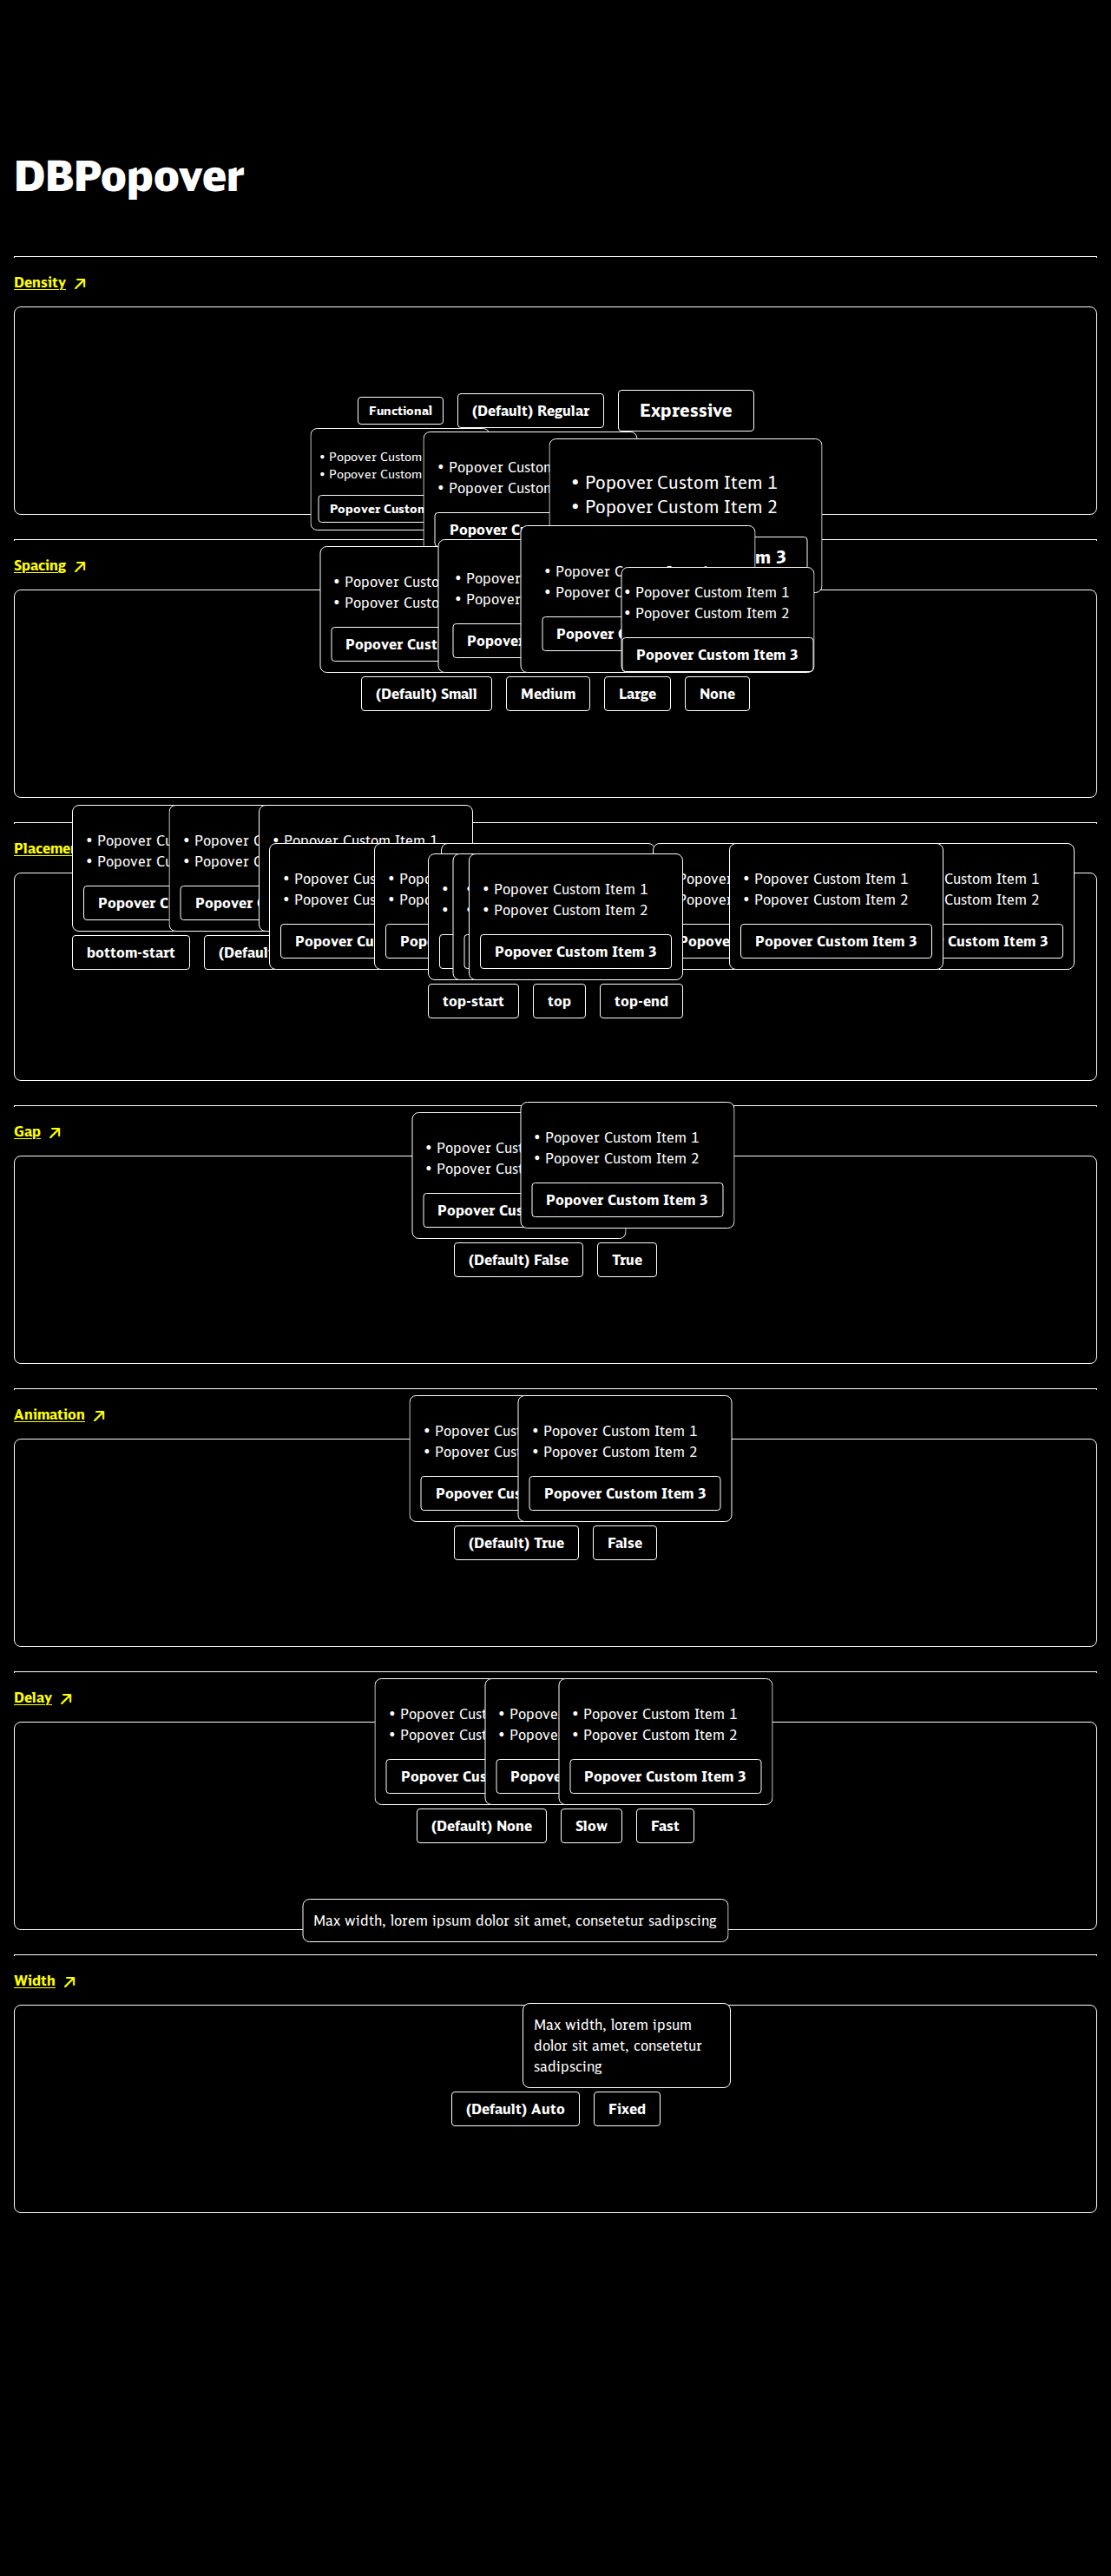 DBPopover
Density
Functional
(Default) Regular
Expressive
• Popover Custom
• Popover Custom
Popover Custom
• Popover Custom
• Popover Custom
Popover
• Popover Custom Item 1
• Popover Custom Item 2
m 3
Spacing
• Popover Custo
• Popover Custo
Popover Cust
• Popover
• Popover
Popover
• Popover
• Popover
Popover
• Popover Custom Item 1
• Popover Custom Item 2
Popover Custom Item 3
(Default) Small
Medium
Large
None
Placemen
• Popover Cu
• Popover Cu
Popover C
• Popover C
• Popover C
Popover
• Popover Custom Item 1
bottom-start
(Default
• Popover Cus
• Popover Cus
Popover Cu
• Popo
• Popo
Pop
• Popover Custom Item 1
• Popover Custom Item 2
Popover Custom Item 3
Popover
Popover
Popove
• Popover Custom Item 1
• Popover Custom Item 2
Popover Custom Item 3
Custom Item 1
Custom Item 2
Custom Item 3
top-start
top
top-end
Gap
• Popover Cust
• Popover Cust
Popover Cus
• Popover Custom Item 1
• Popover Custom Item 2
Popover Custom Item 3
(Default) False
True
Animation
• Popover Cus
• Popover Cus
Popover Cus
• Popover Custom Item 1
• Popover Custom Item 2
Popover Custom Item 3
(Default) True
False
Delay
• Popover Cust
• Popover Cust
Popover Cus
• Popove
• Popove
Popove
• Popover Custom Item 1
• Popover Custom Item 2
Popover Custom Item 3
(Default) None
Slow
Fast
Max width, lorem ipsum dolor sit amet, consetetur sadipscing
Width
Max width, lorem ipsum
dolor sit amet, consetetur
sadipscing
(Default) Auto
Fixed